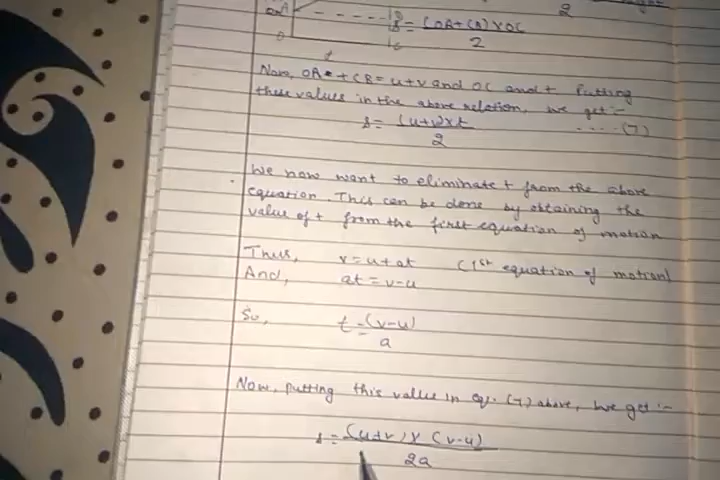 s = (OA+CB) x OC
2
Now, OA + CB = u+v and OC and t Putting
these values in the above relation, we get :-
s = (u+v) x t ....(7)
2
We now want to eliminate t from the above
equation. This can be done by obtaining the
value of t from the first equation of motion
Thus, v = u + at (1st equation of motion)
And, at = v-u
So, t = (v-u)
a
Now, putting this value in eq. (7) above, we get :-
s = (u+v) x (v-u)
2a